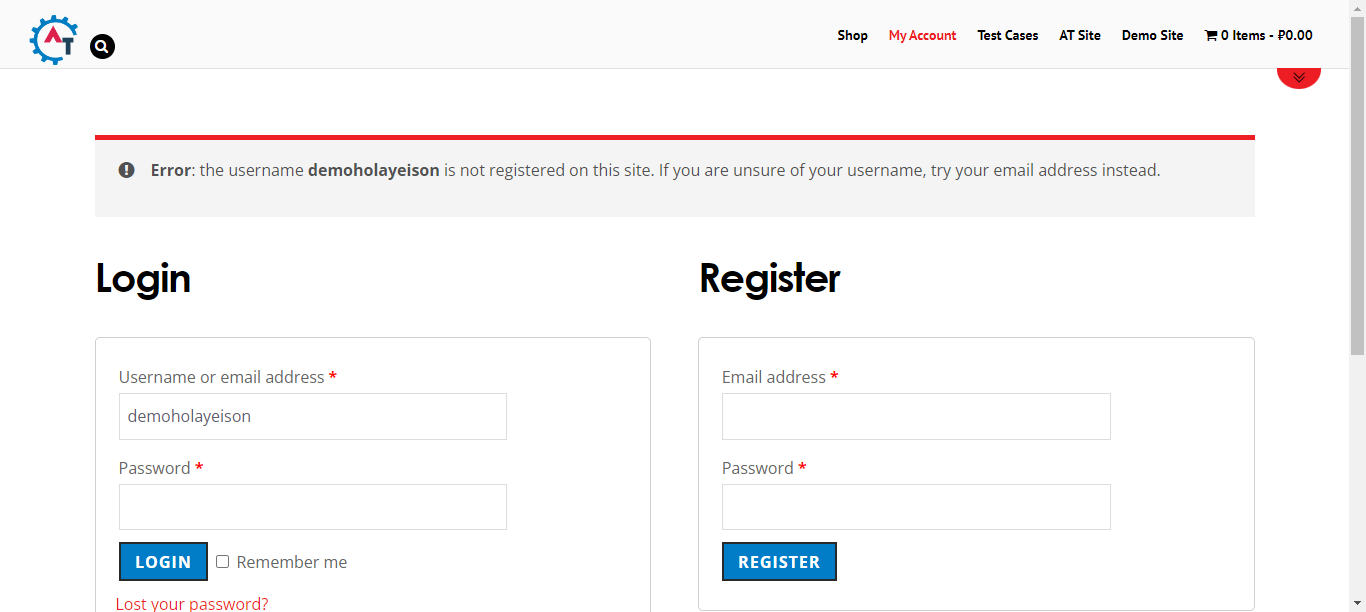 AT
Shop My Account Test Cases AT Site Demo Site 0 Items - ₽0.00
Error: the username demoholayeison is not registered on this site. If you are unsure of your username, try your email address instead.
Login
Username or email address *
demoholayeison
Password *
LOGIN Remember me
Lost your password?
Register
Email address *
Password *
REGISTER